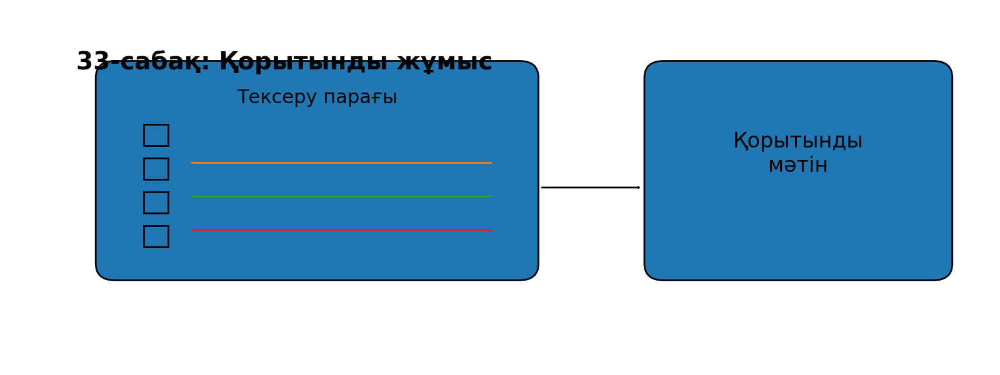 33-сабақ: Қорытынды жұмыс
Тексеру парағы
Қорытынды
мәтін